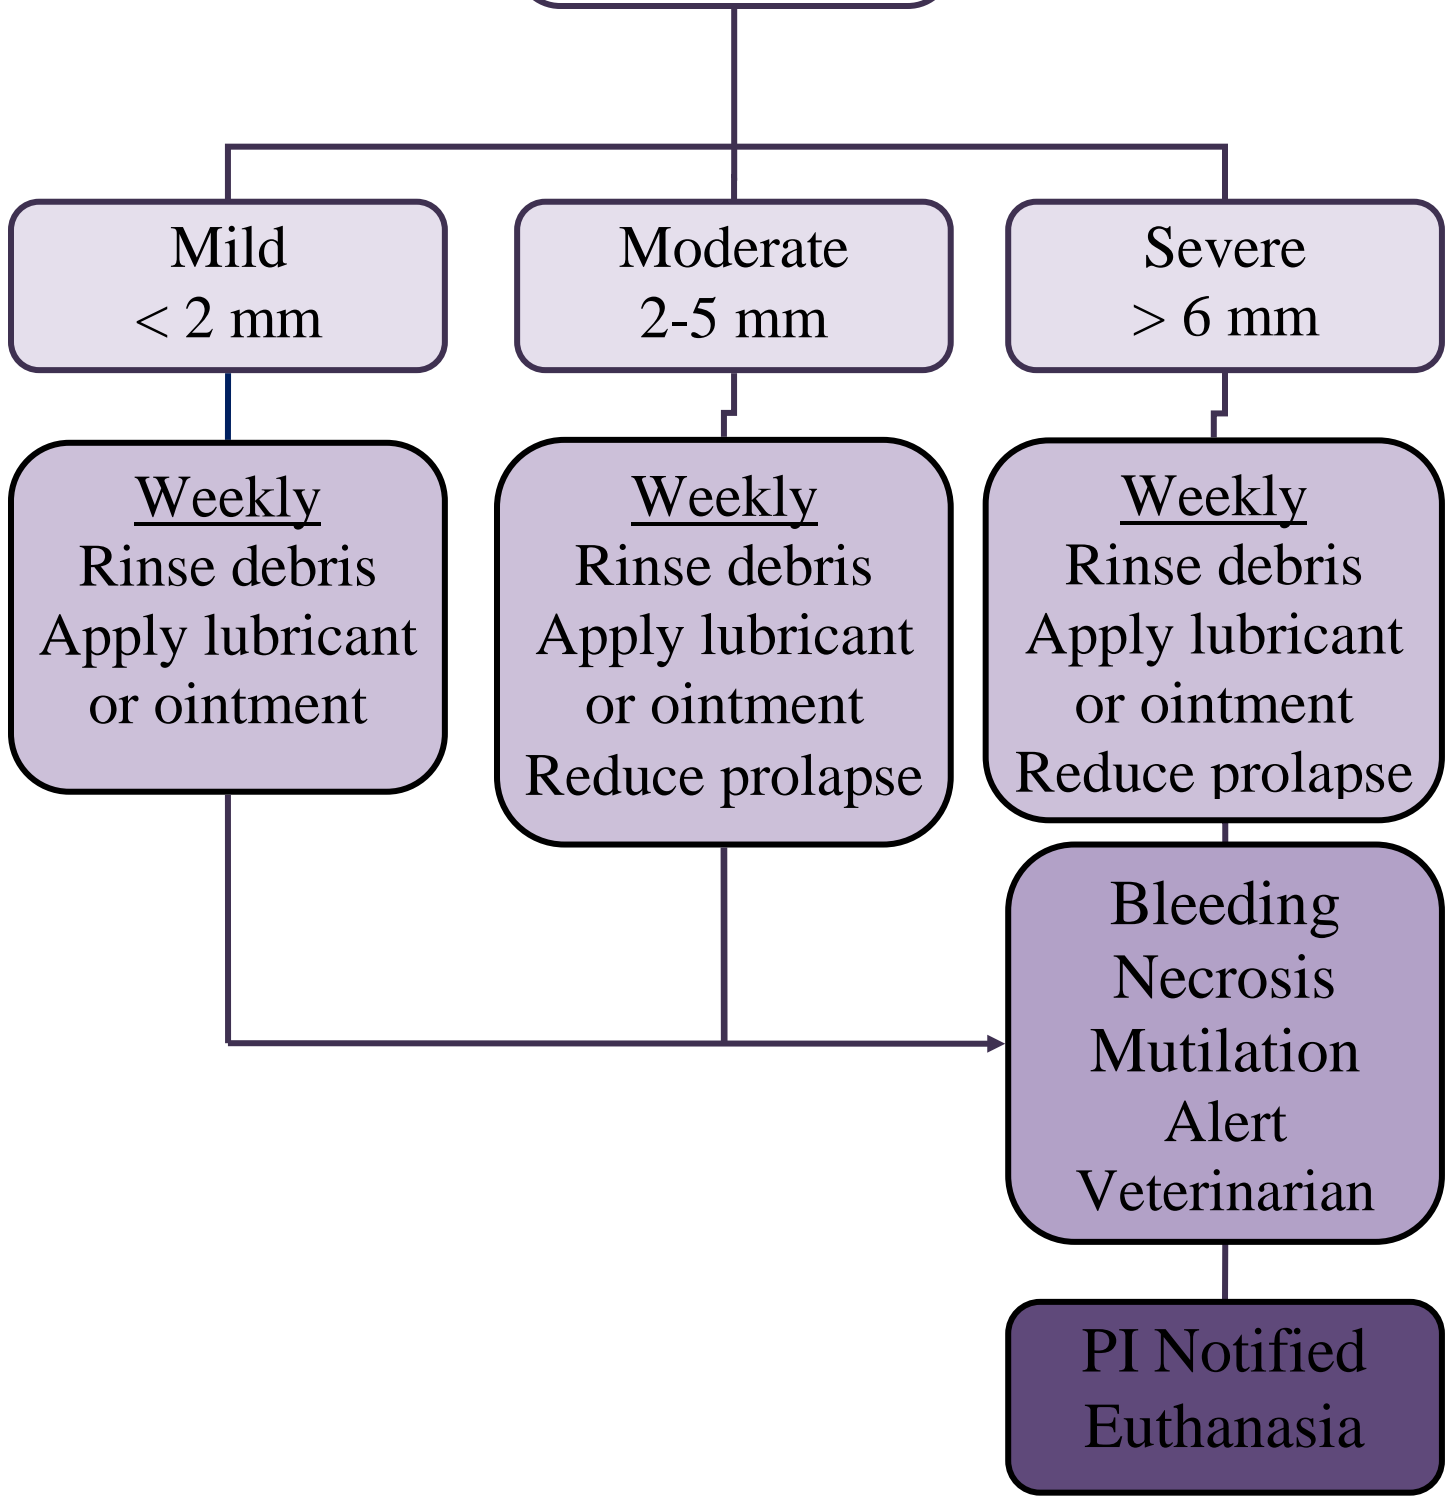 Mild
< 2 mm
Moderate
2-5 mm
Severe
> 6 mm
Weekly
Rinse debris
Apply lubricant
or ointment
Weekly
Rinse debris
Apply lubricant
or ointment
Reduce prolapse
Weekly
Rinse debris
Apply lubricant
or ointment
Reduce prolapse
Bleeding
Necrosis
Mutilation
Alert
Veterinarian
PI Notified
Euthanasia